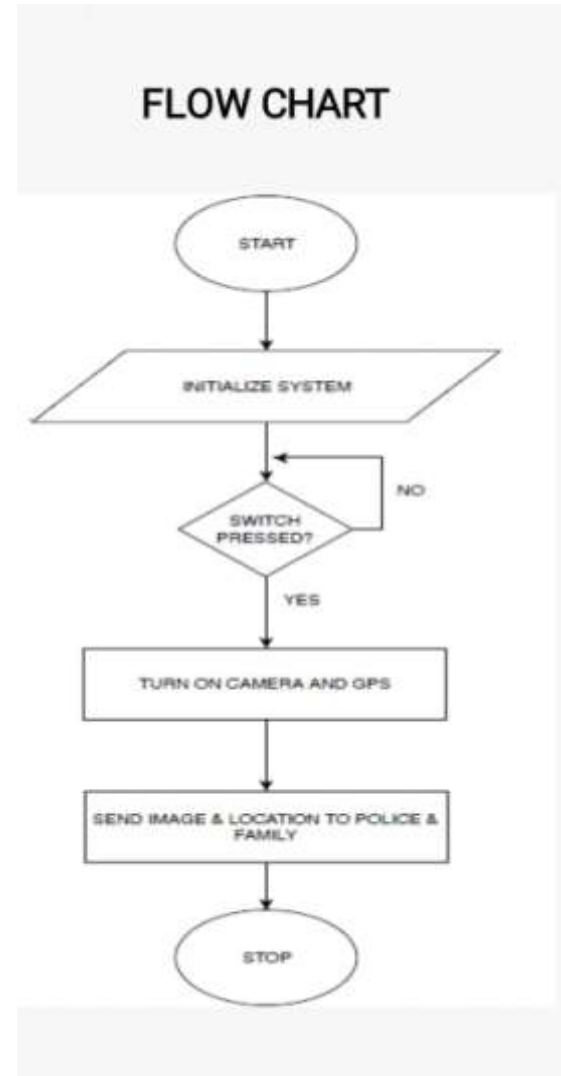 FLOW CHART
START
INITIALIZE SYSTEM
NO
SWITCH
PRESSED?
YES
TURN ON CAMERA AND GPS
SEND IMAGE & LOCATION TO POLICE &
FAMILY
STOP